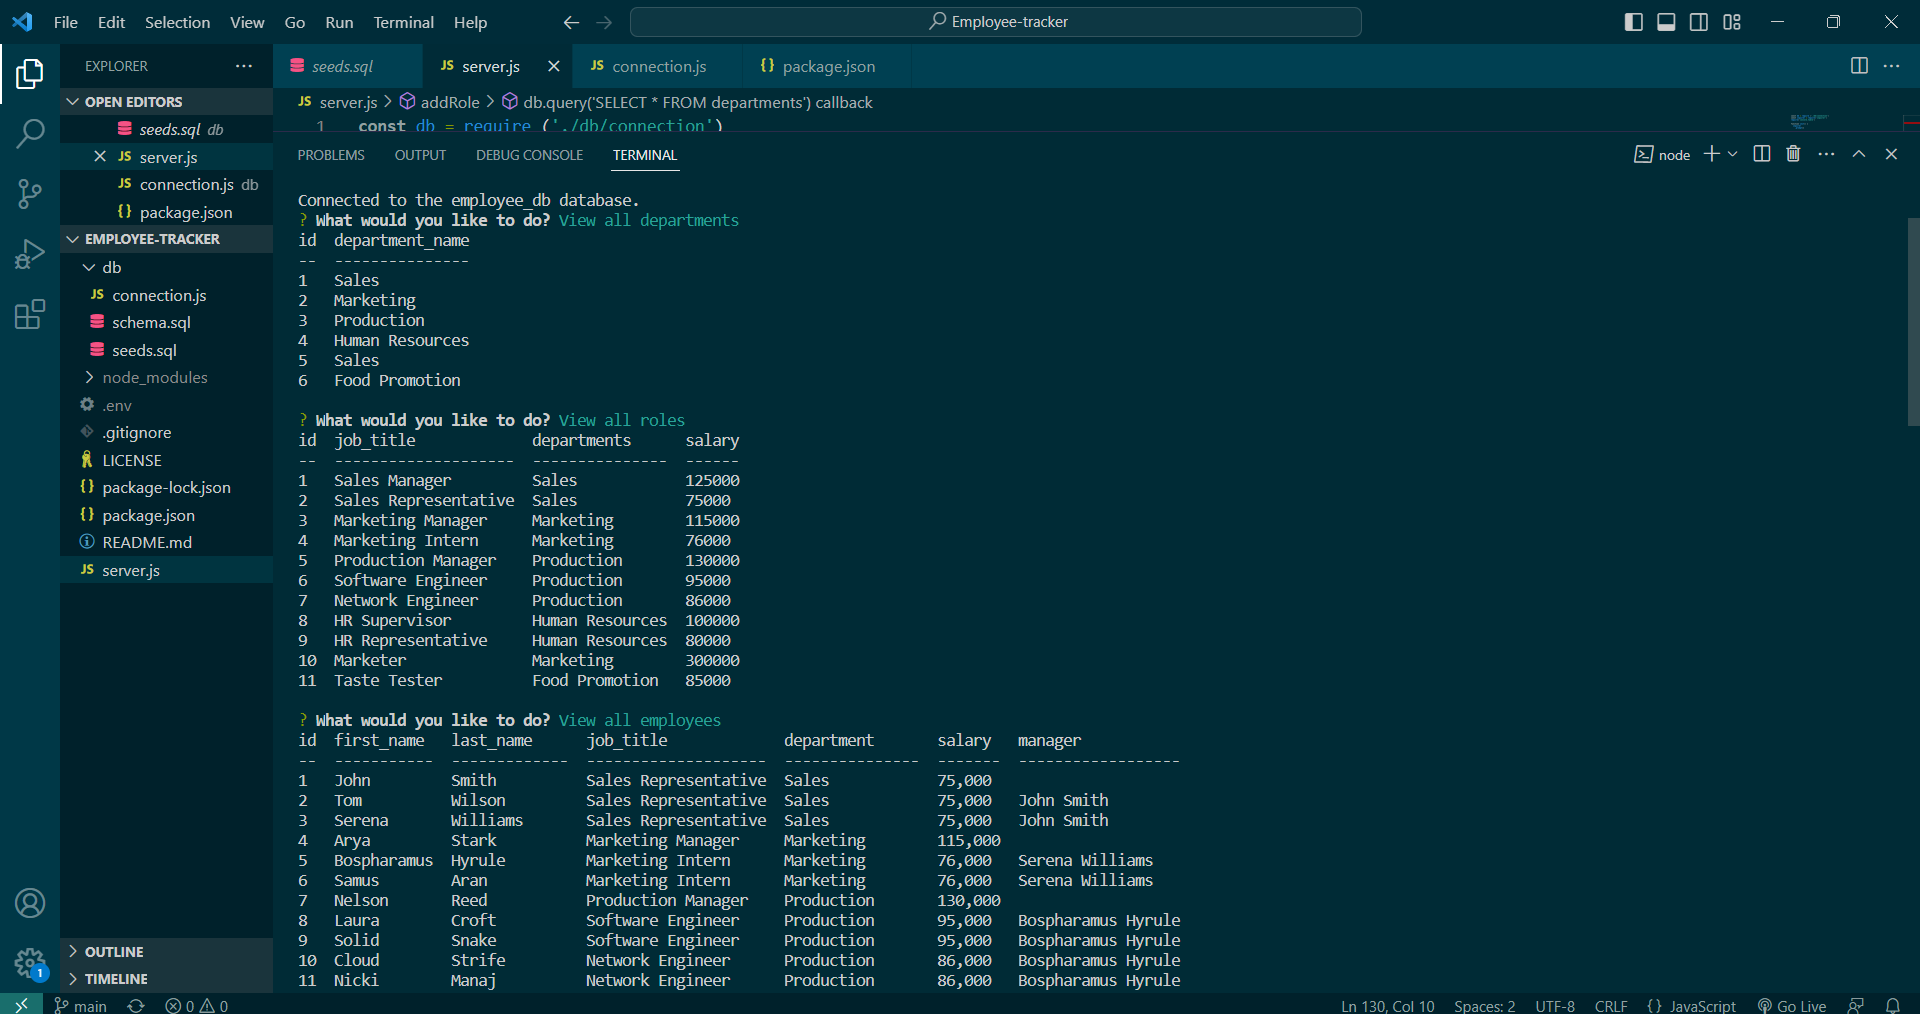 File Edit Selection View Go Run Terminal Help
Employee-tracker
EXPLORER
OPEN EDITORS
seeds.sql db
server.js
connection.js db
package.json
EMPLOYEE-TRACKER
db
connection.js
schema.sql
seeds.sql
node_modules
.env
.gitignore
LICENSE
package-lock.json
package.json
README.md
server.js
OUTLINE
TIMELINE
seeds.sql server.js connection.js package.json
server.js > addRole > db.query('SELECT * FROM departments') callback
1 const db = require ('./db/connection')
PROBLEMS OUTPUT DEBUG CONSOLE TERMINAL
node
Connected to the employee_db database.
? What would you like to do? View all departments
id department_name
-- ---------------
1 Sales
2 Marketing
3 Production
4 Human Resources
5 Sales
6 Food Promotion
? What would you like to do? View all roles
id job_title departments salary
-- -------------------- --------------- ------
1 Sales Manager Sales 125000
2 Sales Representative Sales 75000
3 Marketing Manager Marketing 115000
4 Marketing Intern Marketing 76000
5 Production Manager Production 130000
6 Software Engineer Production 95000
7 Network Engineer Production 86000
8 HR Supervisor Human Resources 100000
9 HR Representative Human Resources 80000
10 Marketer Marketing 300000
11 Taste Tester Food Promotion 85000
? What would you like to do? View all employees
id first_name last_name job_title department salary manager
-- ----------- ------------- -------------------- --------------- ------- ------------------
1 John Smith Sales Representative Sales 75,000
2 Tom Wilson Sales Representative Sales 75,000 John Smith
3 Serena Williams Sales Representative Sales 75,000 John Smith
4 Arya Stark Marketing Manager Marketing 115,000
5 Bospharamus Hyrule Marketing Intern Marketing 76,000 Serena Williams
6 Samus Aran Marketing Intern Marketing 76,000 Serena Williams
7 Nelson Reed Production Manager Production 130,000
8 Laura Croft Software Engineer Production 95,000 Bospharamus Hyrule
9 Solid Snake Software Engineer Production 95,000 Bospharamus Hyrule
10 Cloud Strife Network Engineer Production 86,000 Bospharamus Hyrule
11 Nicki Manaj Network Engineer Production 86,000 Bospharamus Hyrule
1
main 0 0 Ln 130, Col 10 Spaces: 2 UTF-8 CRLF {} JavaScript Go Live